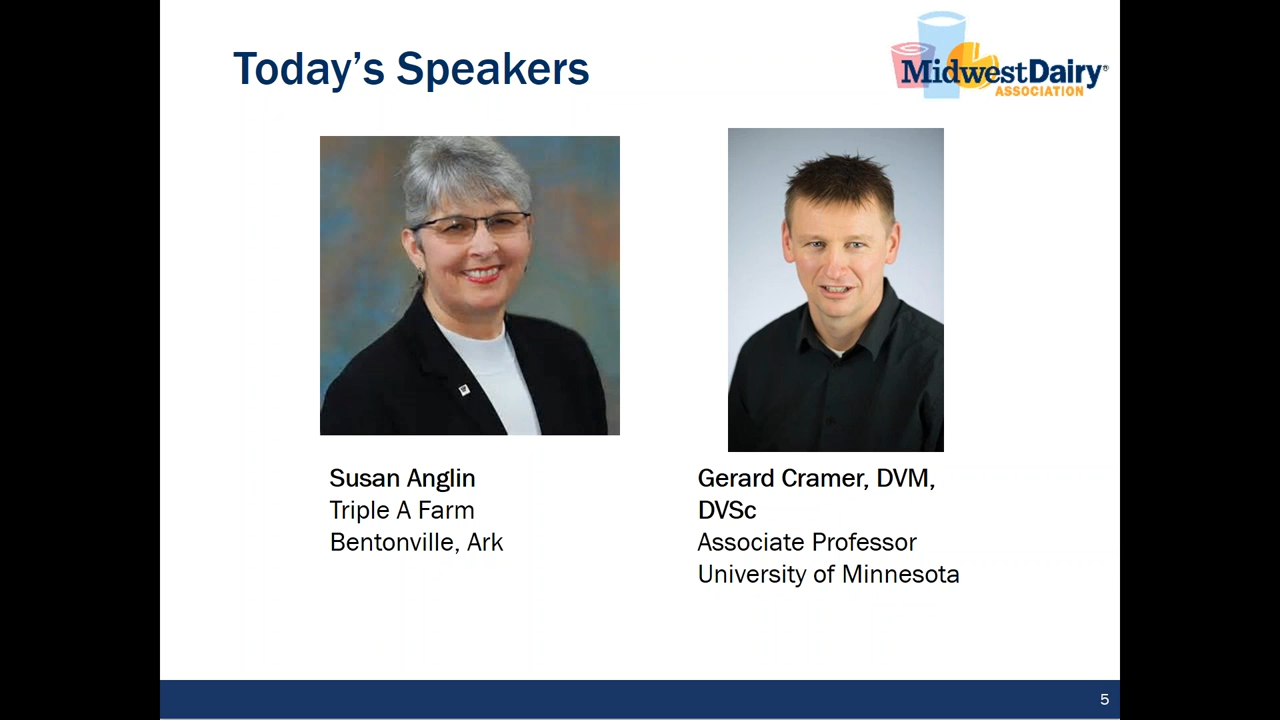 Today's Speakers
MidwestDairy®
ASSOCIATION
Susan Anglin
Triple A Farm
Bentonville, Ark
Gerard Cramer, DVM,
DVSc
Associate Professor
University of Minnesota
5